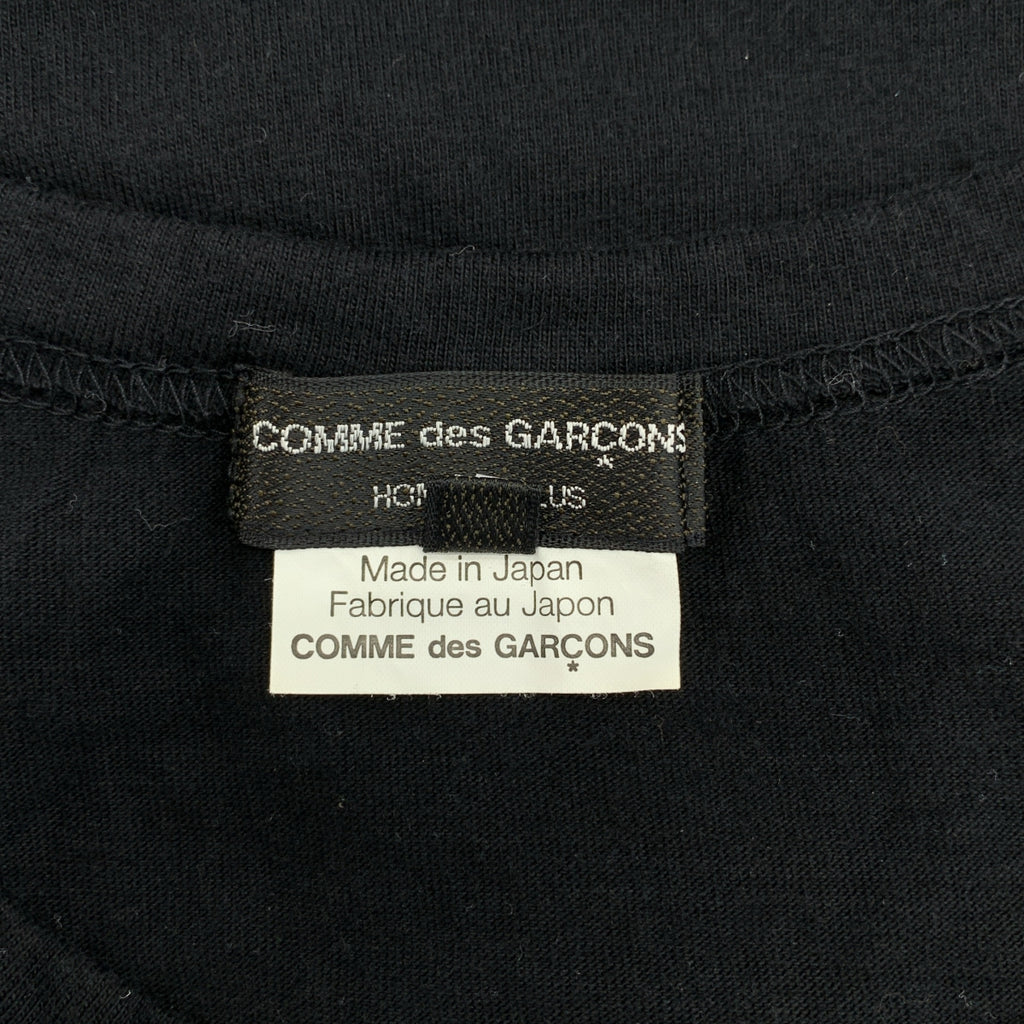 COMME des GARÇONS
Made in Japan
Fabrique au Japon
COMME des GARÇONS